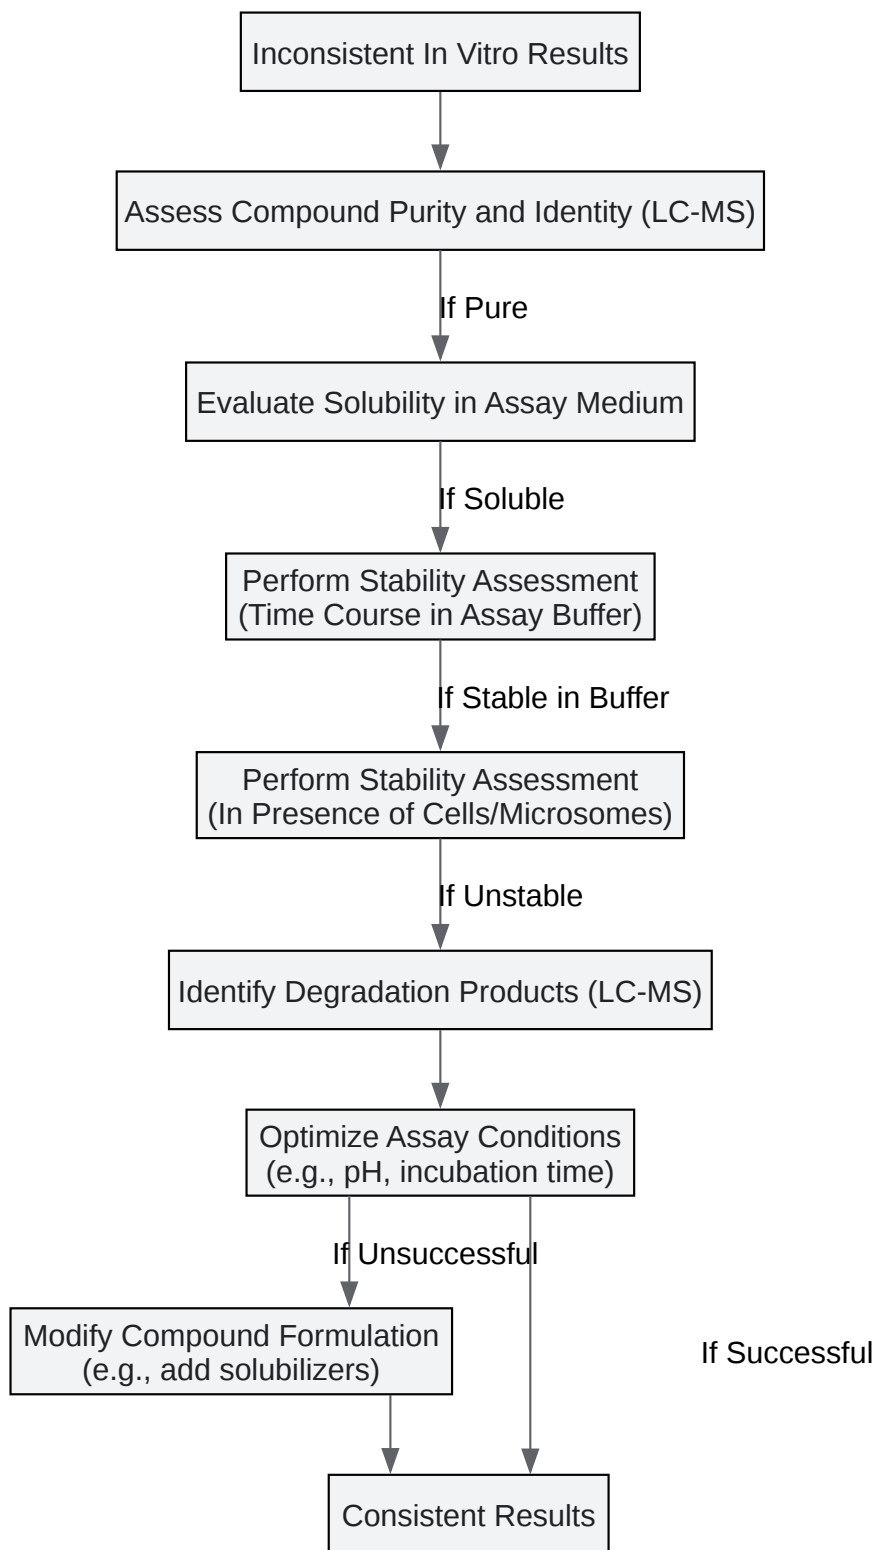 Inconsistent In Vitro Results
Assess Compound Purity and Identity (LC-MS)
If Pure
Evaluate Solubility in Assay Medium
If Soluble
Perform Stability Assessment
(Time Course in Assay Buffer)
If Stable in Buffer
Perform Stability Assessment
(In Presence of Cells/Microsomes)
If Unstable
Identify Degradation Products (LC-MS)
Optimize Assay Conditions
(e.g., pH, incubation time)
If Unsuccessful
Modify Compound Formulation
(e.g., add solubilizers)
If Successful
Consistent Results